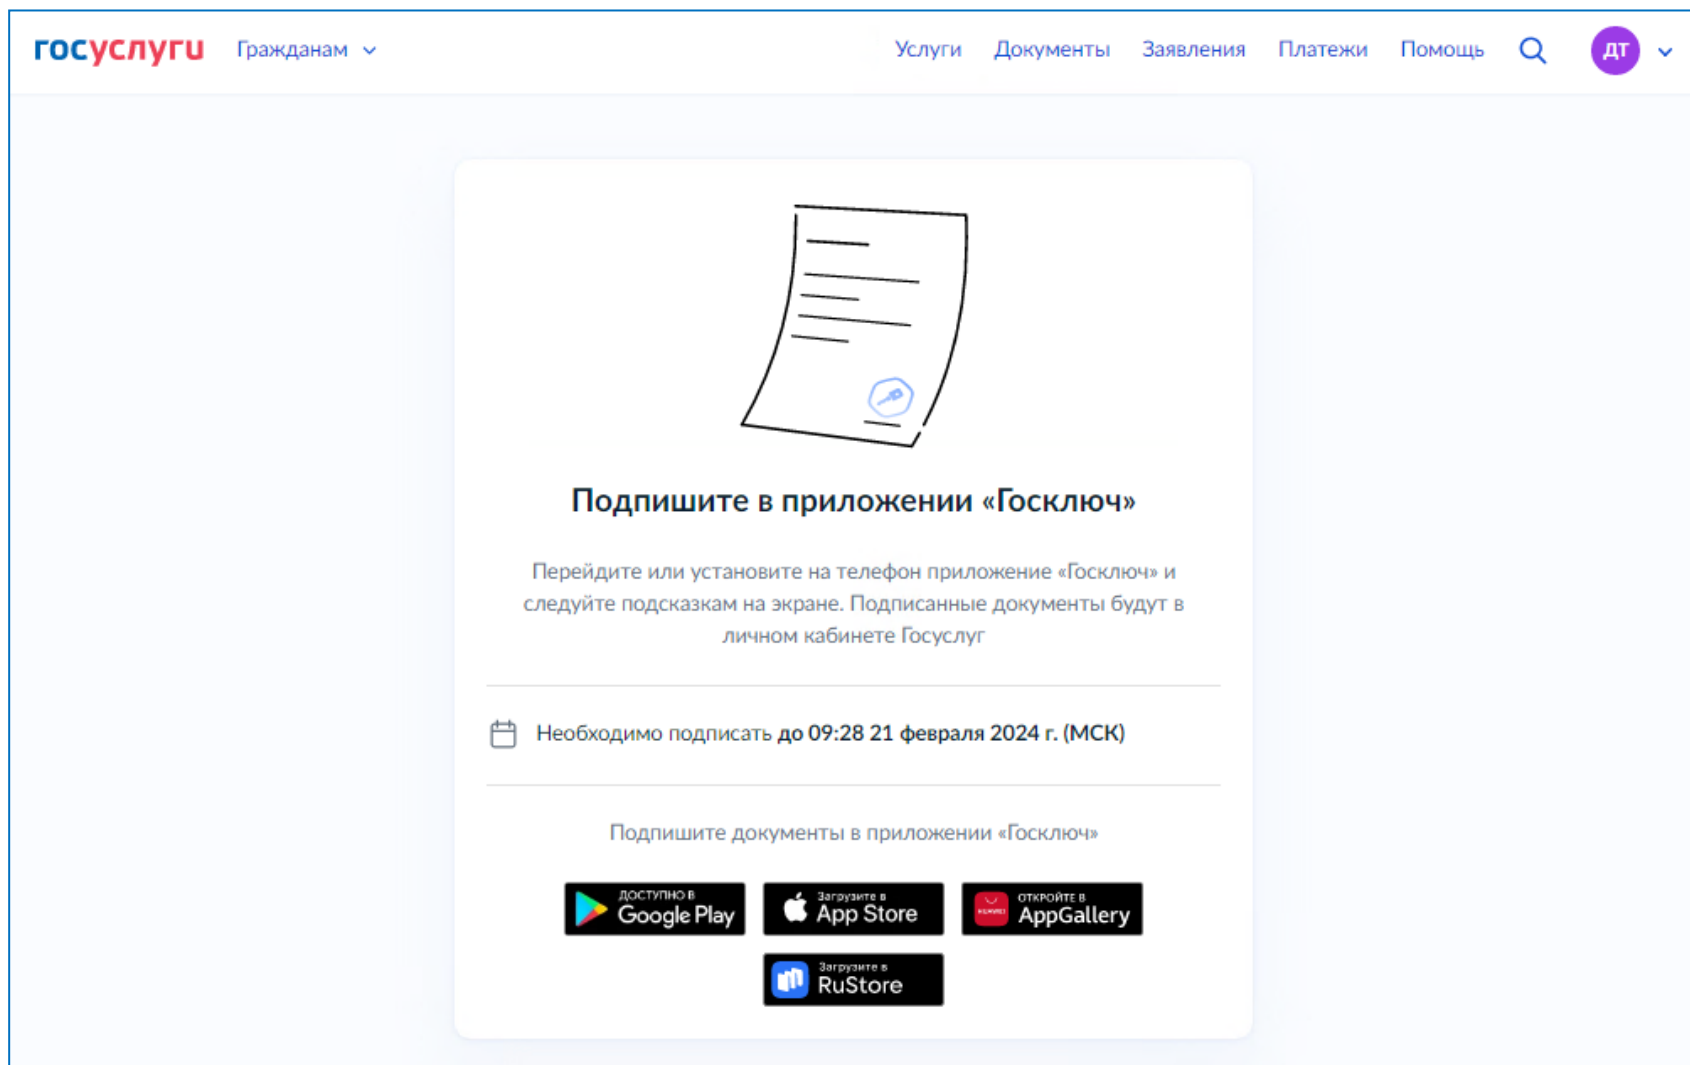 госуслуги Гражданам Услуги Документы Заявления Платежи Помощь ДТ
Подпишите в приложении «Госключ»
Перейдите или установите на телефон приложение «Госключ» и
следуйте подсказкам на экране. Подписанные документы будут в
личном кабинете Госуслуг
Необходимо подписать до 09:28 21 февраля 2024 г. (МСК)
Подпишите документы в приложении «Госключ»
ДОСТУПНО В
Google Play
Загрузите в
App Store
HUAWEI
ОТКРОЙТЕ В
AppGallery
Загрузите в
RuStore